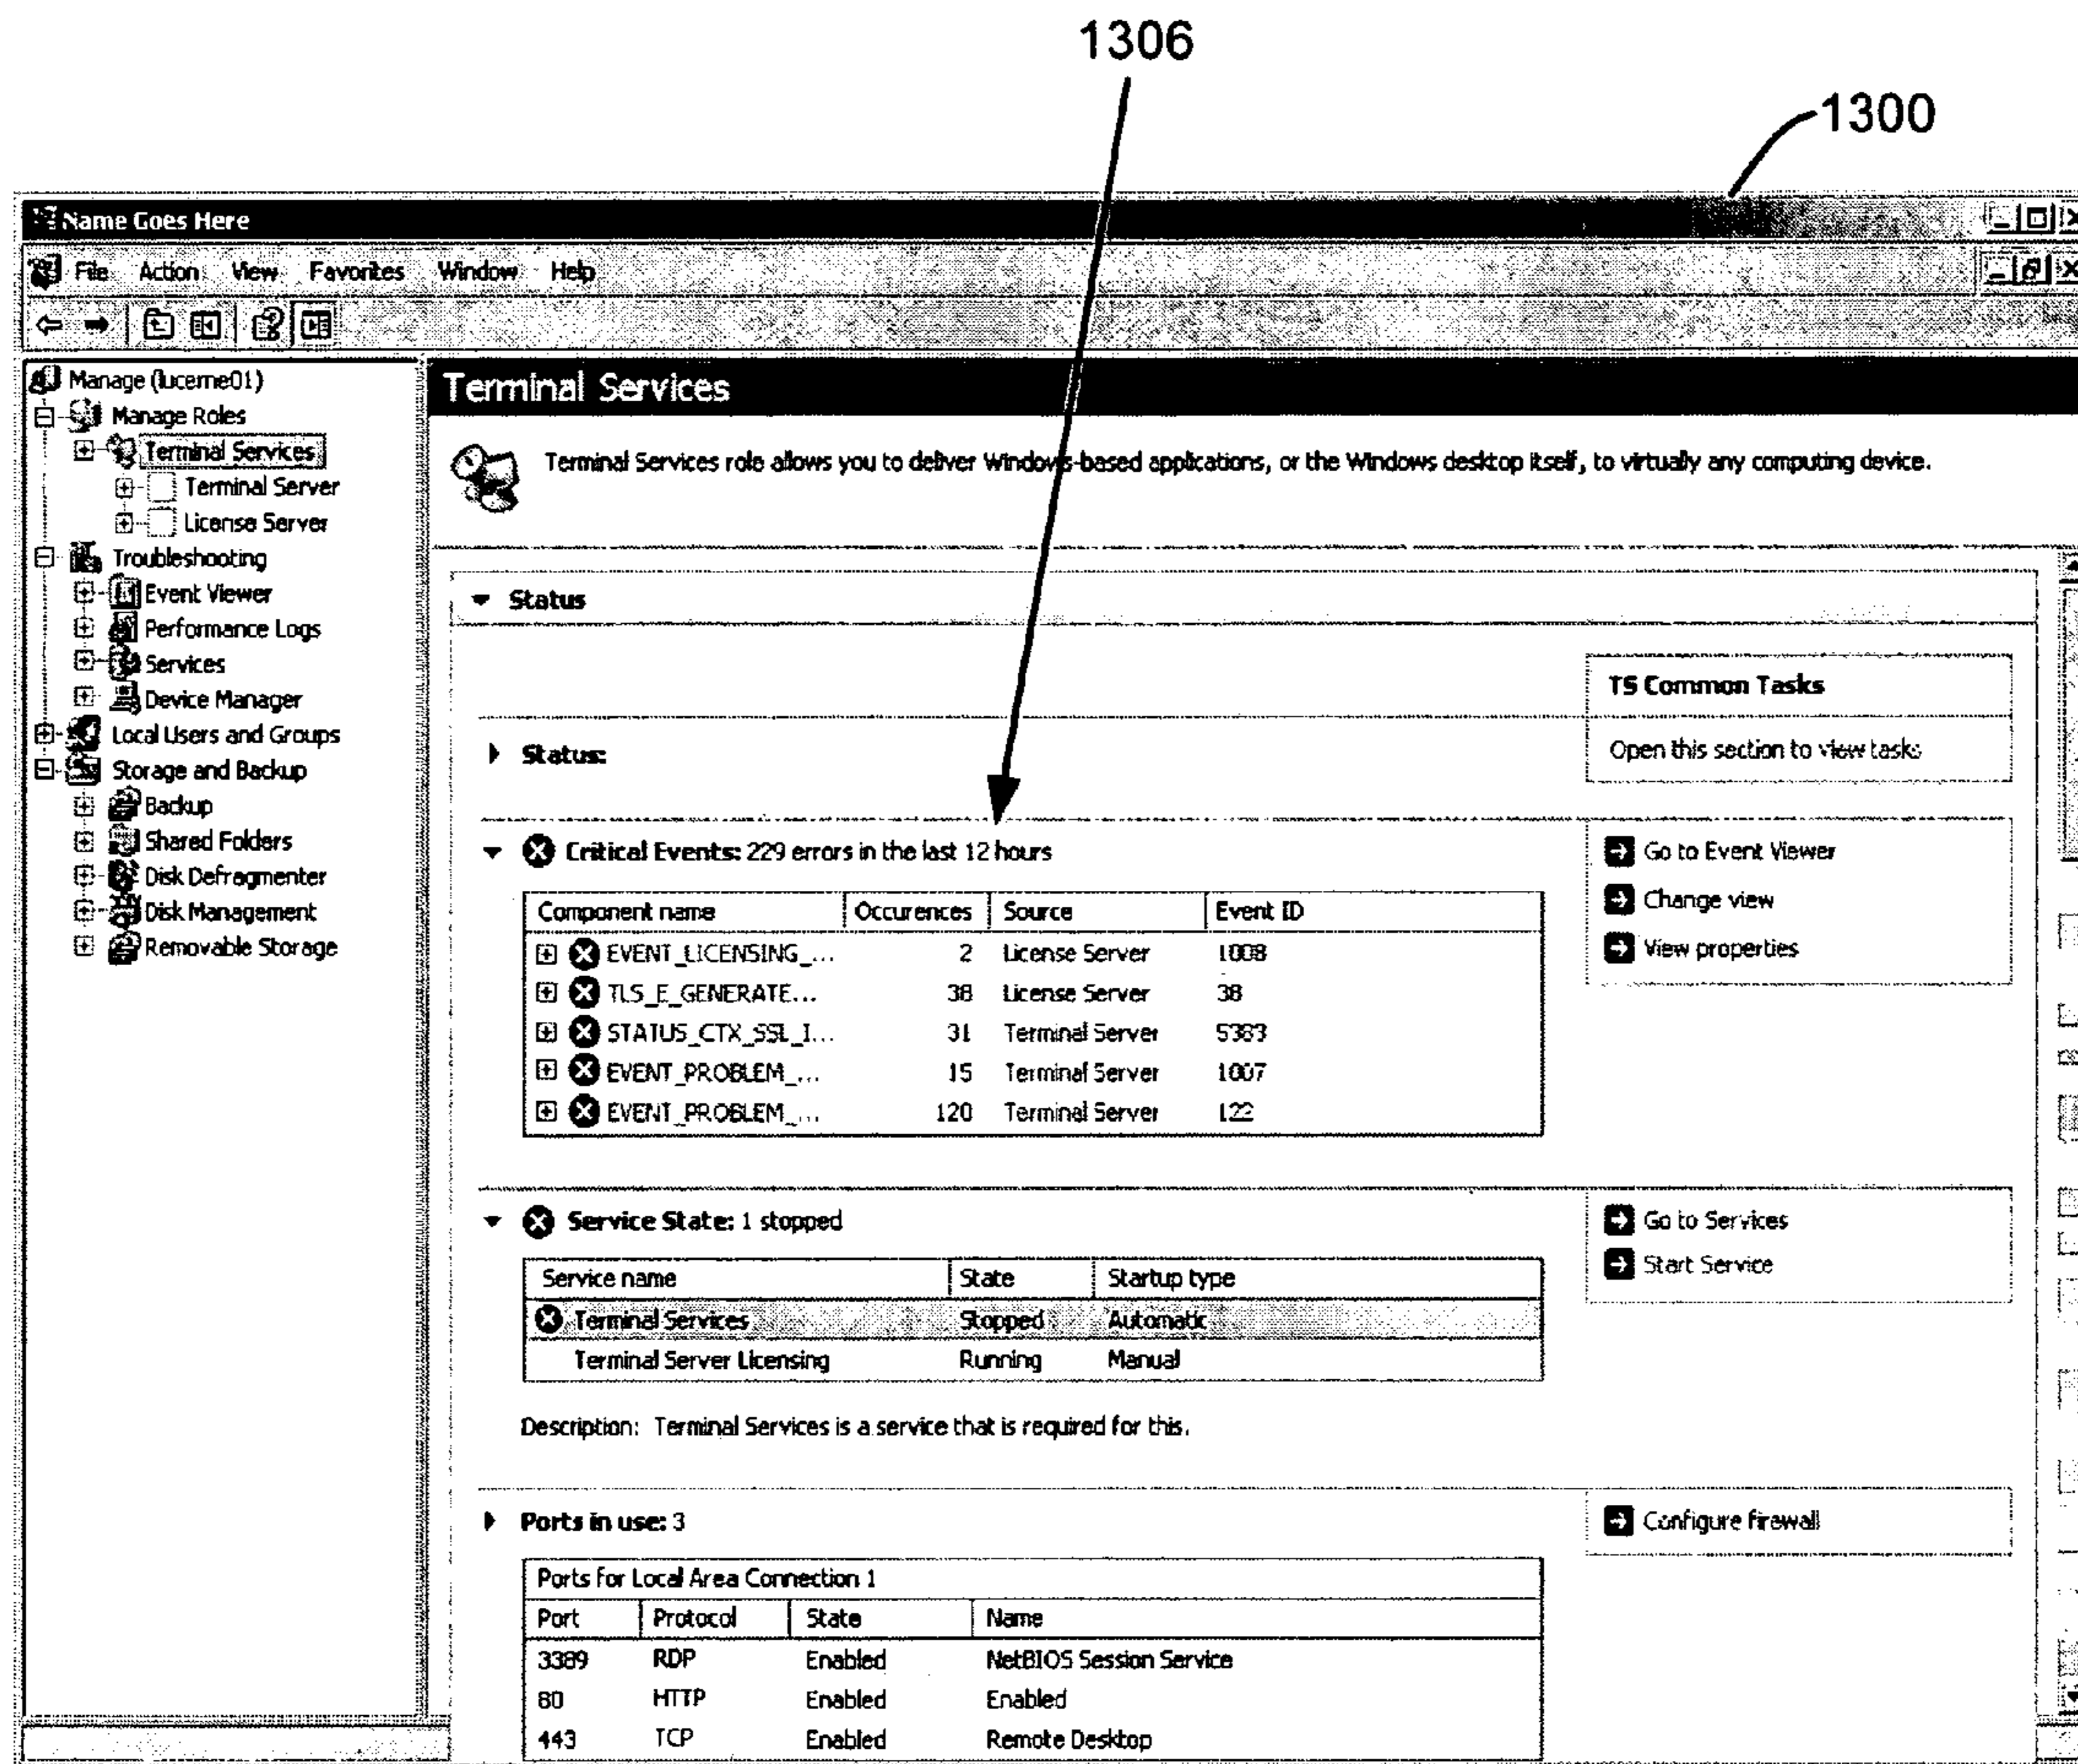 1306
1300
Name Goes Here
File Action View Favorites Window Help
Manage (lucerne01)
Manage Roles
Terminal Services
Terminal Server
License Server
Troubleshooting
Event Viewer
Performance Logs
Services
Device Manager
Local Users and Groups
Storage and Backup
Backup
Shared Folders
Disk Defragmenter
Disk Management
Removable Storage
Terminal Services
Terminal Services role allows you to deliver Windows-based applications, or the Windows desktop itself, to virtually any computing device.
Status
TS Common Tasks
Open this section to view tasks
Status:
Critical Events: 229 errors in the last 12 hours
Go to Event Viewer
Change view
View properties
Component name Occurences Source Event ID
EVENT_LICENSING_... 2 License Server 1008
TLS_E_GENERATE... 38 License Server 38
STATUS_CTX_SSL_I... 31 Terminal Server 5383
EVENT_PROBLEM_... 15 Terminal Server 1007
EVENT_PROBLEM_... 120 Terminal Server 122
Service State: 1 stopped
Go to Services
Start Service
Service name State Startup type
Terminal Services Stopped Automatic
Terminal Server Licensing Running Manual
Description: Terminal Services is a service that is required for this.
Ports in use: 3
Configure firewall
Ports for Local Area Connection 1
Port Protocol State Name
3389 RDP Enabled NetBIOS Session Service
80 HTTP Enabled Enabled
443 TCP Enabled Remote Desktop